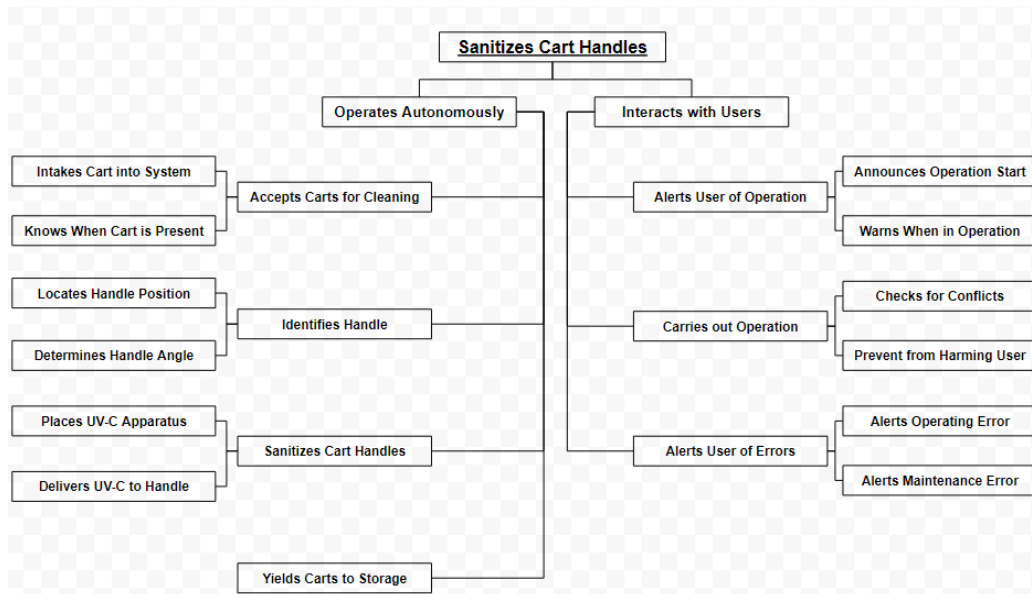 Sanitizes Cart Handles
Operates Autonomously
Interacts with Users
Intakes Cart into System
Accepts Carts for Cleaning
Knows When Cart is Present
Locates Handle Position
Identifies Handle
Determines Handle Angle
Places UV-C Apparatus
Sanitizes Cart Handles
Delivers UV-C to Handle
Yields Carts to Storage
Announces Operation Start
Alerts User of Operation
Warns When in Operation
Checks for Conflicts
Carries out Operation
Prevent from Harming User
Alerts Operating Error
Alerts User of Errors
Alerts Maintenance Error